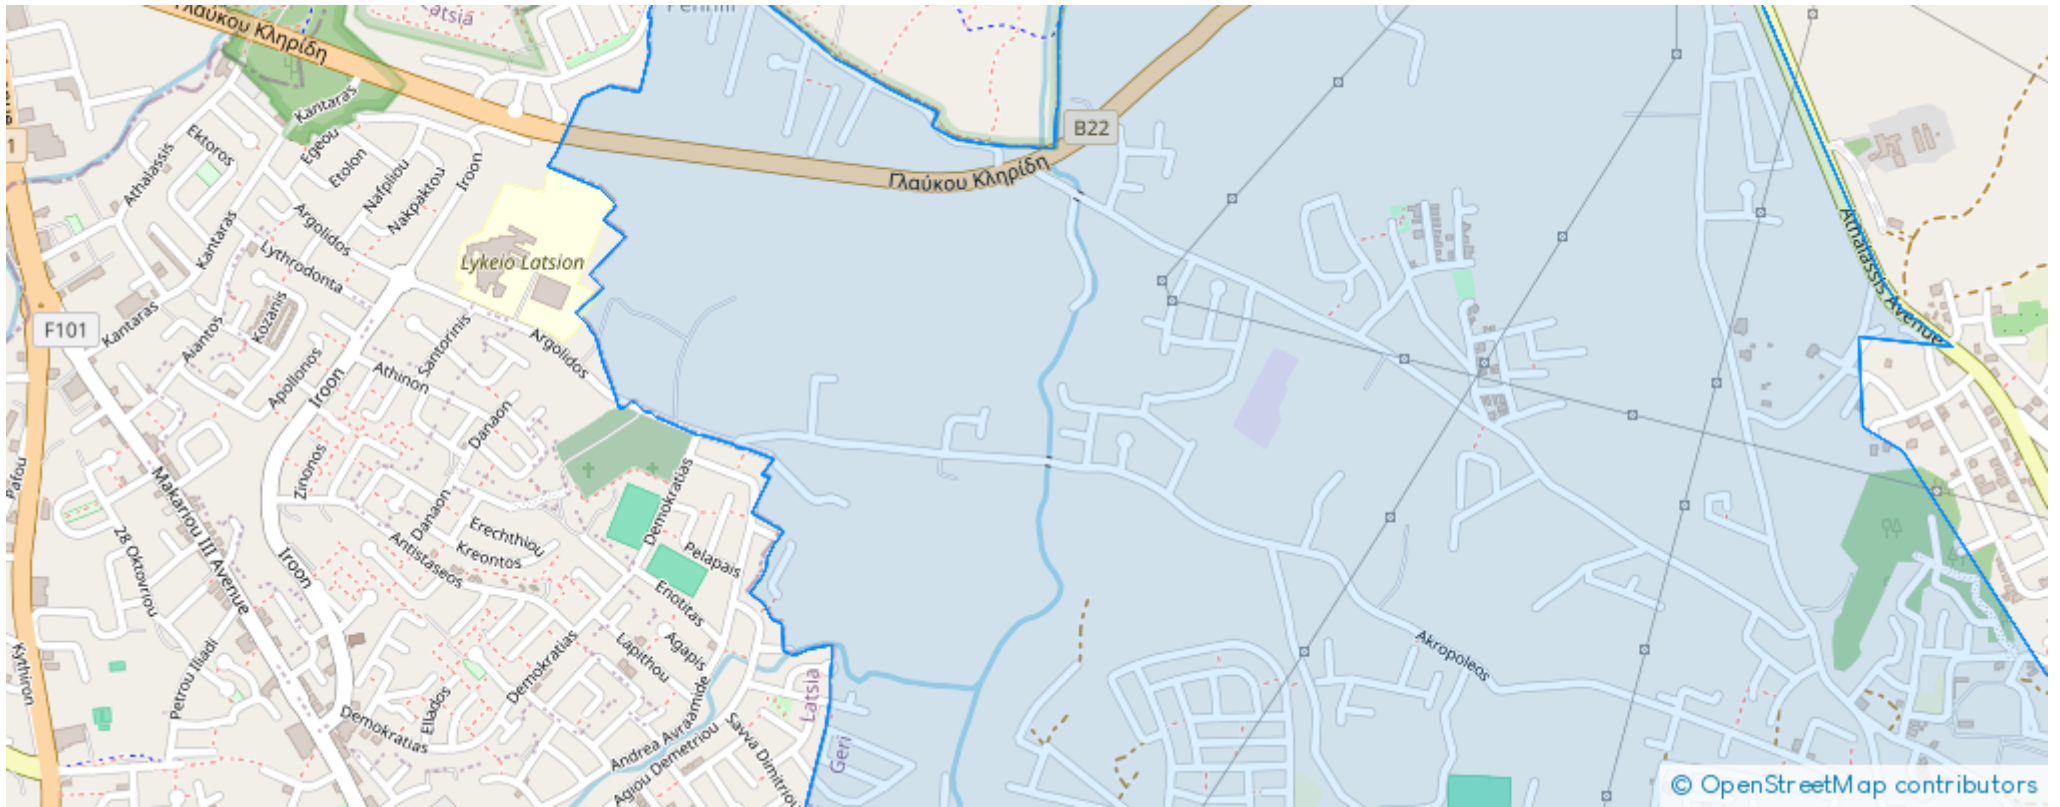 Γλαύκου Κληρίδη
Latsia
B22
Γλαύκου Κληρίδη
Kantaras
Ektoros
Egeou
Athalassis
Etolon
Nafpliou
Iroon
Nakpaktou
Argolidos
Kantaras
Lythrodonta
Lykeio Latsion
Athalassis Avenue
1
F101
Kantaras
Kozanis
Aiantos
Santorinis
Argolidos
Apollonos
Athinon
Iroon
Danaon
Pafou
Makariou III Avenue
Zinonos
Danaon
Erechthiou
Kreontos
Antistaseos
Demokratias
Pelapais
Enotitas
28 Oktovriou
Iroon
Kythiron
Petrou Iliadi
Demokratias
Ellados
Demokratias
Lapithou
Agapis
Andrea Avraamide
Agiou Demetriou
Savva Dimitriou
Latsia
Geri
Akropoleos
© OpenStreetMap contributors